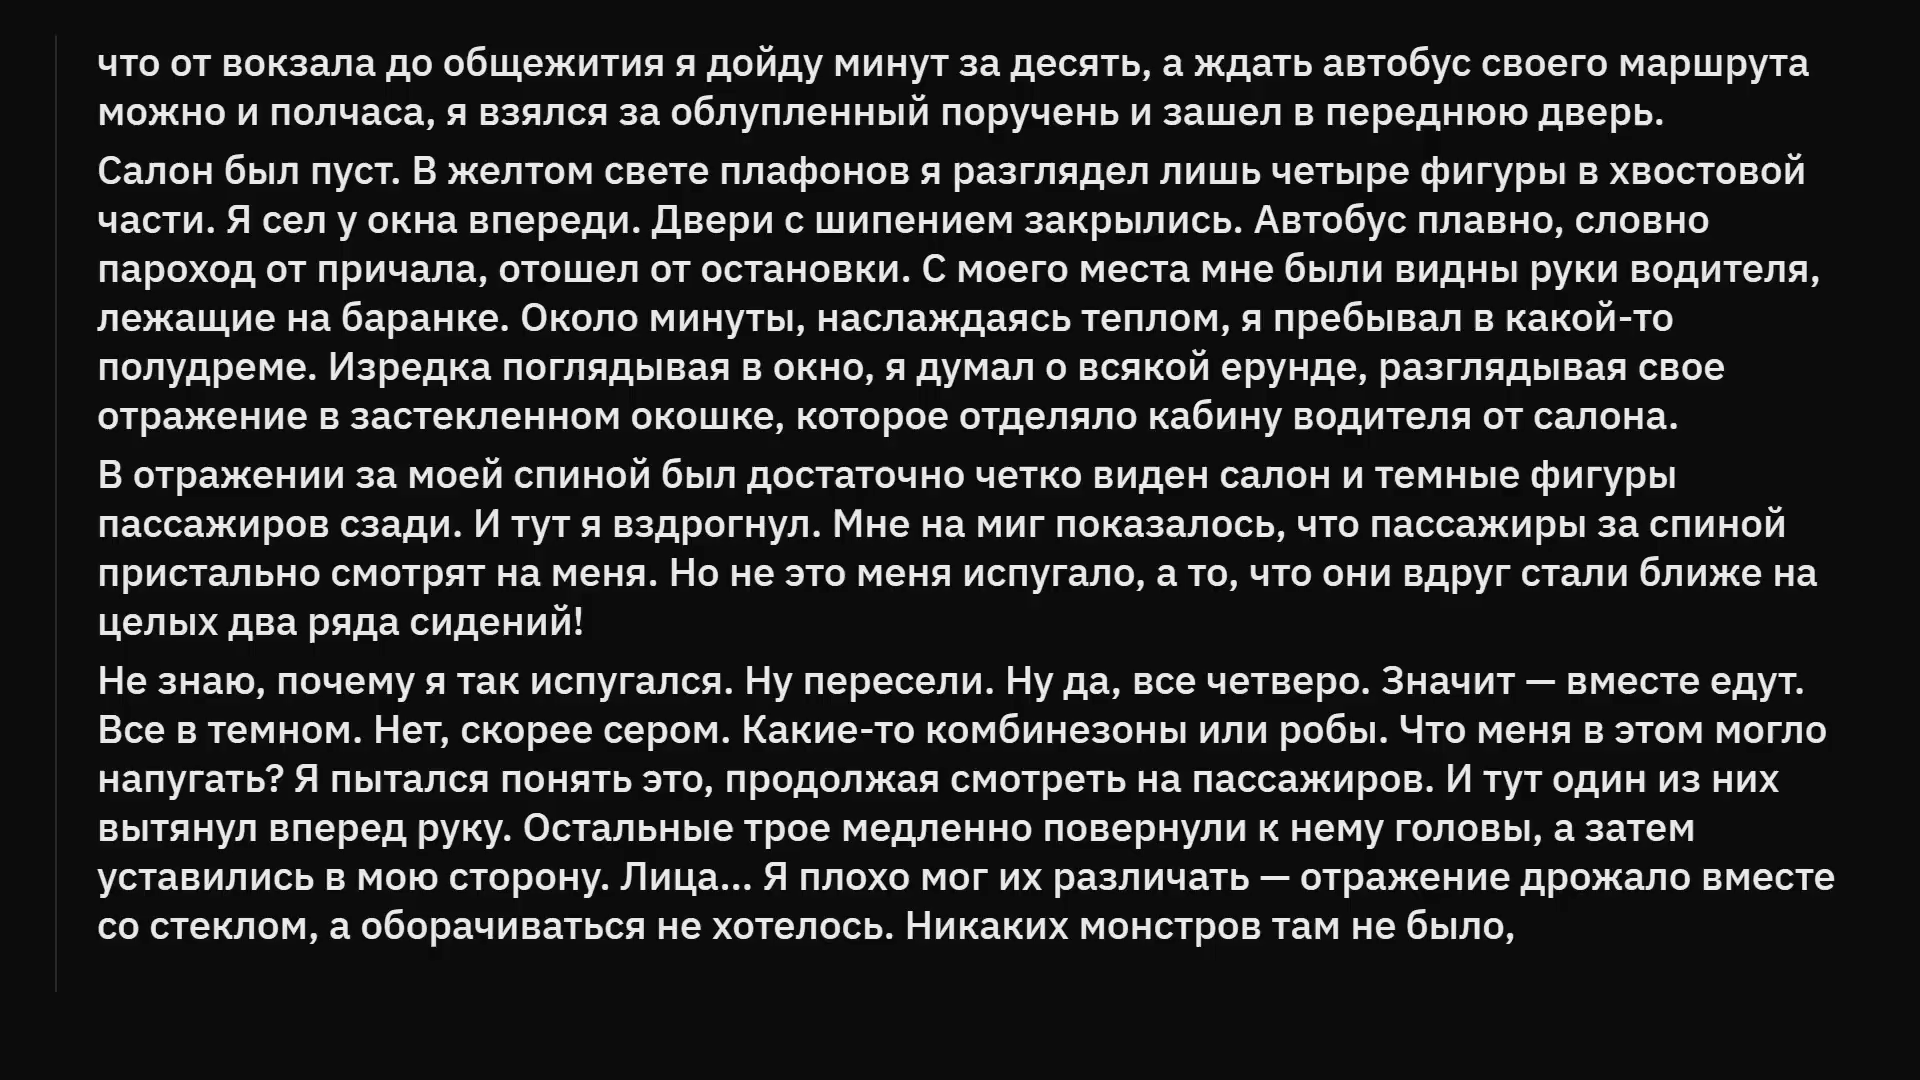 что от вокзала до общежития я дойду минут за десять, а ждать автобус своего маршрута
можно и полчаса, я взялся за облупленный поручень и зашел в переднюю дверь.
Салон был пуст. В желтом свете плафонов я разглядел лишь четыре фигуры в хвостовой
части. Я сел у окна впереди. Двери с шипением закрылись. Автобус плавно, словно
пароход от причала, отошел от остановки. С моего места мне были видны руки водителя,
лежащие на баранке. Около минуты, наслаждаясь теплом, я пребывал в какой-то
полудреме. Изредка поглядывая в окно, я думал о всякой ерунде, разглядывая свое
отражение в застекленном окошке, которое отделяло кабину водителя от салона.
В отражении за моей спиной был достаточно четко виден салон и темные фигуры
пассажиров сзади. И тут я вздрогнул. Мне на миг показалось, что пассажиры за спиной
пристально смотрят на меня. Но не это меня испугало, а то, что они вдруг стали ближе на
целых два ряда сидений!
Не знаю, почему я так испугался. Ну пересели. Ну да, все четверо. Значит — вместе едут.
Все в темном. Нет, скорее сером. Какие-то комбинезоны или робы. Что меня в этом могло
напугать? Я пытался понять это, продолжая смотреть на пассажиров. И тут один из них
вытянул вперед руку. Остальные трое медленно повернули к нему головы, а затем
уставились в мою сторону. Лица... Я плохо мог их различать — отражение дрожало вместе
со стеклом, а оборачиваться не хотелось. Никаких монстров там не было,